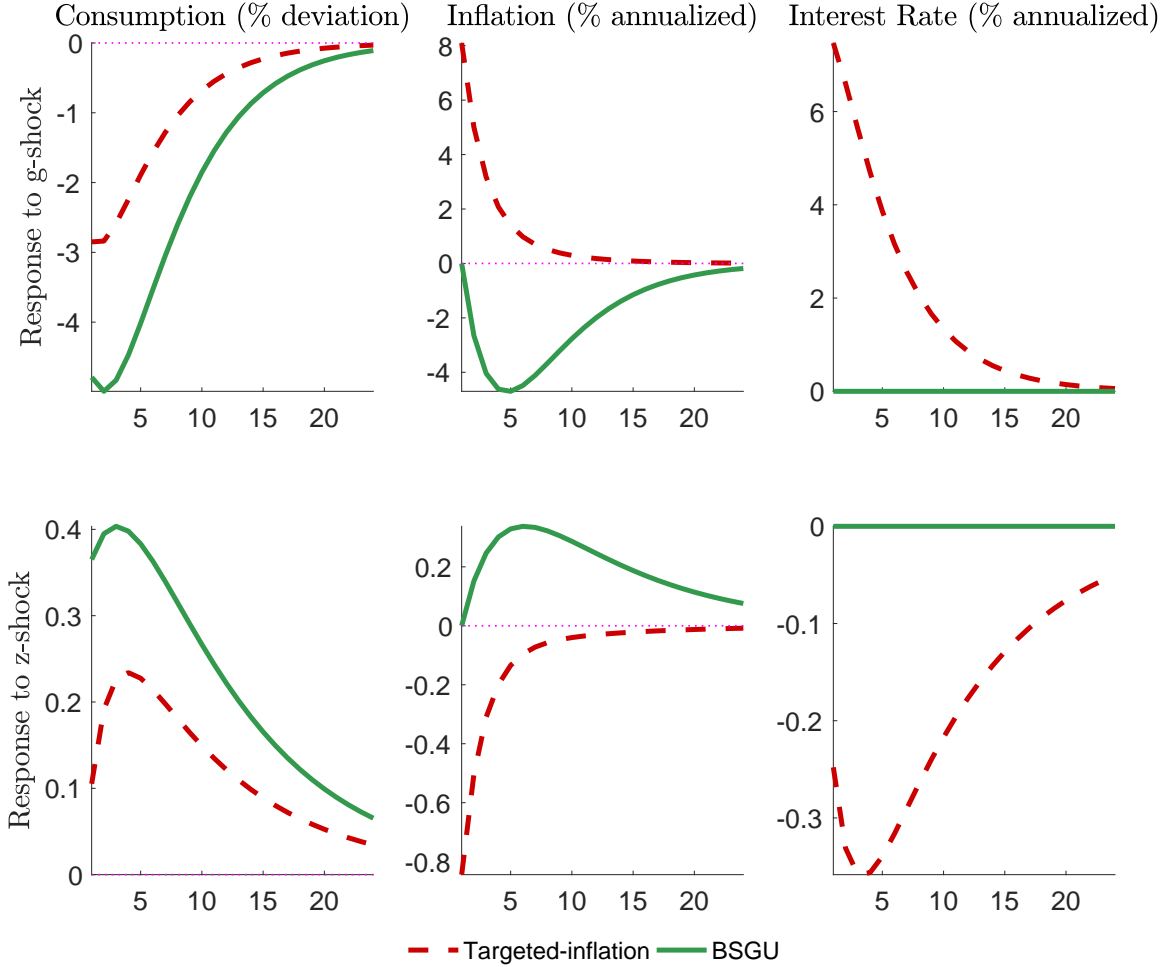 Consumption (% deviation)
Inflation (% annualized)
Interest Rate (% annualized)
Response to g-shock
0
-1
-2
-3
-4
5 10 15 20
8
6
4
2
0
-2
-4
5 10 15 20
6
4
2
0
5 10 15 20
Response to z-shock
0.4
0.3
0.2
0.1
0
5 10 15 20
0.2
0
-0.2
-0.4
-0.6
-0.8
5 10 15 20
0
-0.1
-0.2
-0.3
5 10 15 20
Targeted-inflation BSGU